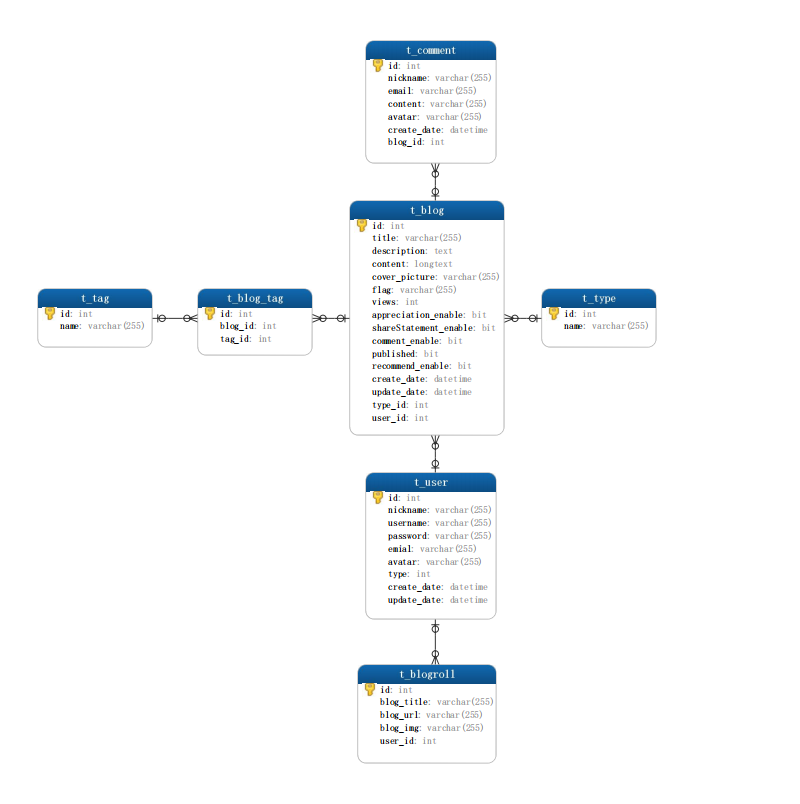 t_comment
id: int
nickname: varchar(255)
email: varchar(255)
content: varchar(255)
avatar: varchar(255)
create_date: datetime
blog_id: int
t_blog
id: int
title: varchar(255)
description: text
content: longtext
cover_picture: varchar(255)
flag: varchar(255)
views: int
appreciation_enable: bit
shareStatement_enable: bit
comment_enable: bit
published: bit
recommend_enable: bit
create_date: datetime
update_date: datetime
type_id: int
user_id: int
t_tag
id: int
name: varchar(255)
t_blog_tag
id: int
blog_id: int
tag_id: int
t_type
id: int
name: varchar(255)
t_user
id: int
nickname: varchar(255)
username: varchar(255)
password: varchar(255)
emial: varchar(255)
avatar: varchar(255)
type: int
create_date: datetime
update_date: datetime
t_blogroll
id: int
blog_title: varchar(255)
blog_url: varchar(255)
blog_img: varchar(255)
user_id: int